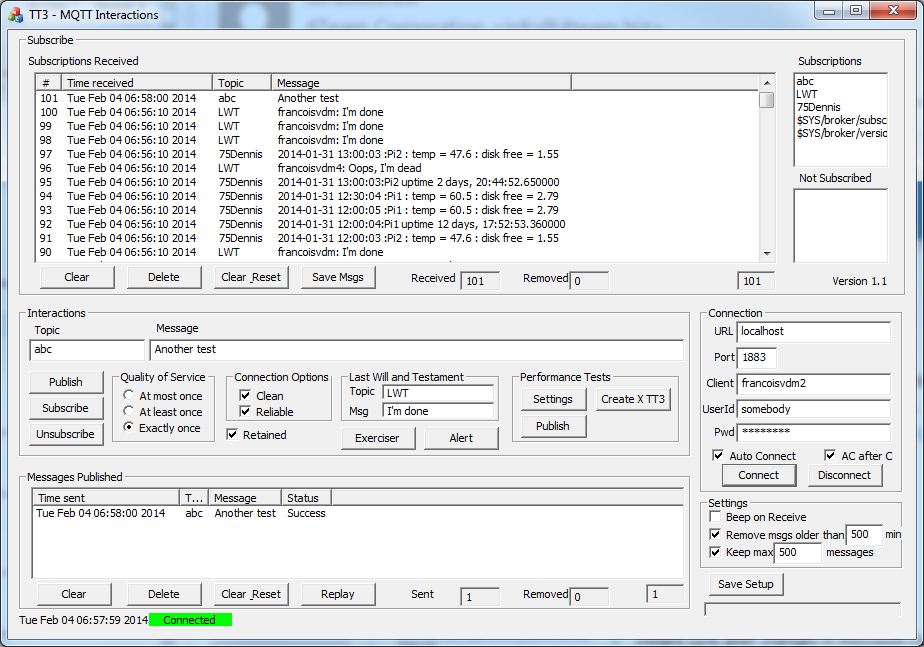 TT3 - MQTT Interactions
Subscribe
Subscriptions Received
# Time received Topic Message
101 Tue Feb 04 06:58:00 2014 abc Another test
100 Tue Feb 04 06:56:10 2014 LWT francoisvdm: I'm done
99 Tue Feb 04 06:56:10 2014 LWT francoisvdm: I'm done
98 Tue Feb 04 06:56:10 2014 LWT francoisvdm: I'm done
97 Tue Feb 04 06:56:10 2014 75Dennis 2014-01-31 13:00:03 :Pi2 : temp = 47.6 : disk free = 1.55
96 Tue Feb 04 06:56:10 2014 LWT francoisvdm4: Oops, I'm dead
95 Tue Feb 04 06:56:10 2014 75Dennis 2014-01-31 13:00:03:Pi2 uptime 2 days, 20:44:52.650000
94 Tue Feb 04 06:56:10 2014 75Dennis 2014-01-31 12:30:04 :Pi1 : temp = 60.5 : disk free = 2.79
93 Tue Feb 04 06:56:10 2014 75Dennis 2014-01-31 12:00:05 :Pi1 : temp = 60.5 : disk free = 2.79
92 Tue Feb 04 06:56:10 2014 75Dennis 2014-01-31 12:00:04:Pi1 uptime 12 days, 17:52:53.360000
91 Tue Feb 04 06:56:10 2014 75Dennis 2014-01-31 12:00:03 :Pi2 : temp = 47.6 : disk free = 1.55
90 Tue Feb 04 06:56:10 2014 LWT francoisvdm: I'm done
Clear Delete Clear_Reset Save Msgs Received 101 Removed 0 101
Subscriptions
abc
LWT
75Dennis
$SYS/broker/subsc
$SYS/broker/versio
Not Subscribed
Version 1.1
Interactions
Topic Message
abc Another test
Publish
Subscribe
Unsubscribe
Quality of Service
At most once
At least once
Exactly once
Connection Options
Clean
Reliable
Retained
Last Will and Testament
Topic LWT
Msg I'm done
Exerciser Alert
Performance Tests
Settings Create X TT3
Publish
Connection
URL localhost
Port 1883
Client francoisvdm2
UserId somebody
Pwd ********
Auto Connect AC after C
Connect Disconnect
Messages Published
Time sent T... Message Status
Tue Feb 04 06:58:00 2014 abc Another test Success
Clear Delete Clear_Reset Replay Sent 1 Removed 0 1
Settings
Beep on Receive
Remove msgs older than 500 min
Keep max 500 messages
Save Setup
Tue Feb 04 06:57:59 2014 Connected